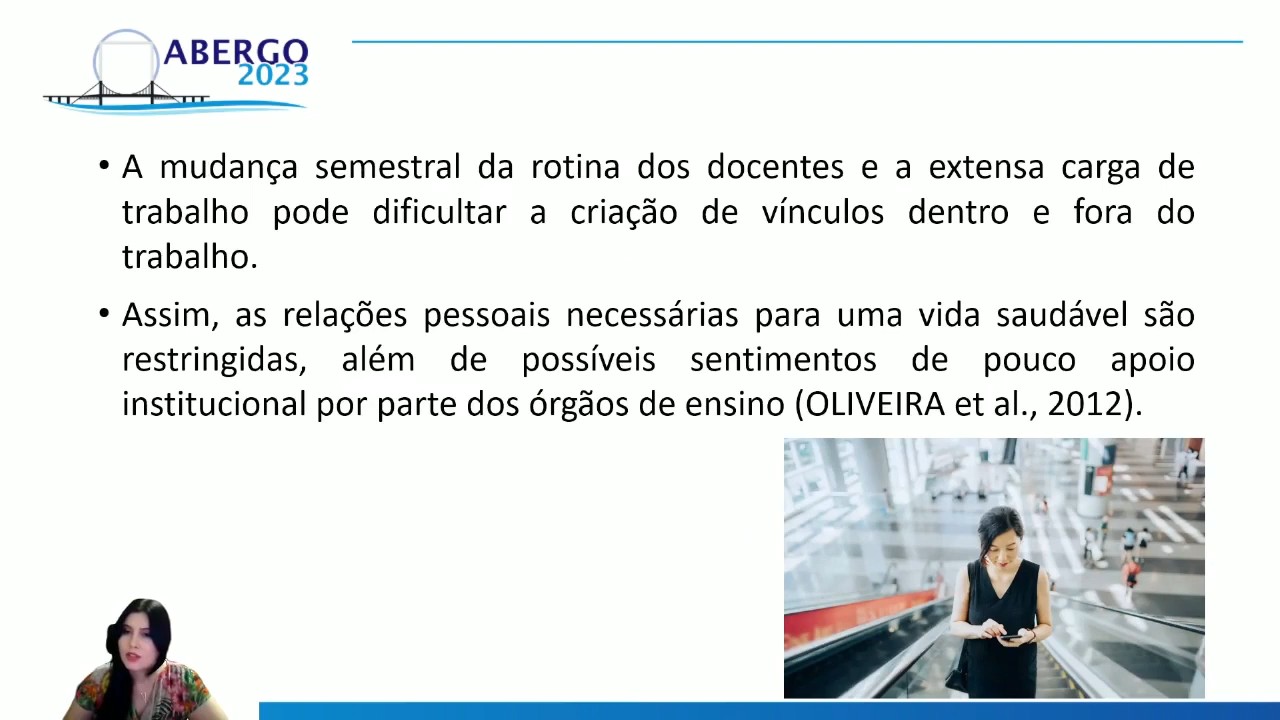 ABERGO
2023
• A mudança semestral da rotina dos docentes e a extensa carga de
trabalho pode dificultar a criação de vínculos dentro e fora do
trabalho.
• Assim, as relações pessoais necessárias para uma vida saudável são
restringidas, além de possíveis sentimentos de pouco apoio
institucional por parte dos órgãos de ensino (OLIVEIRA et al., 2012).